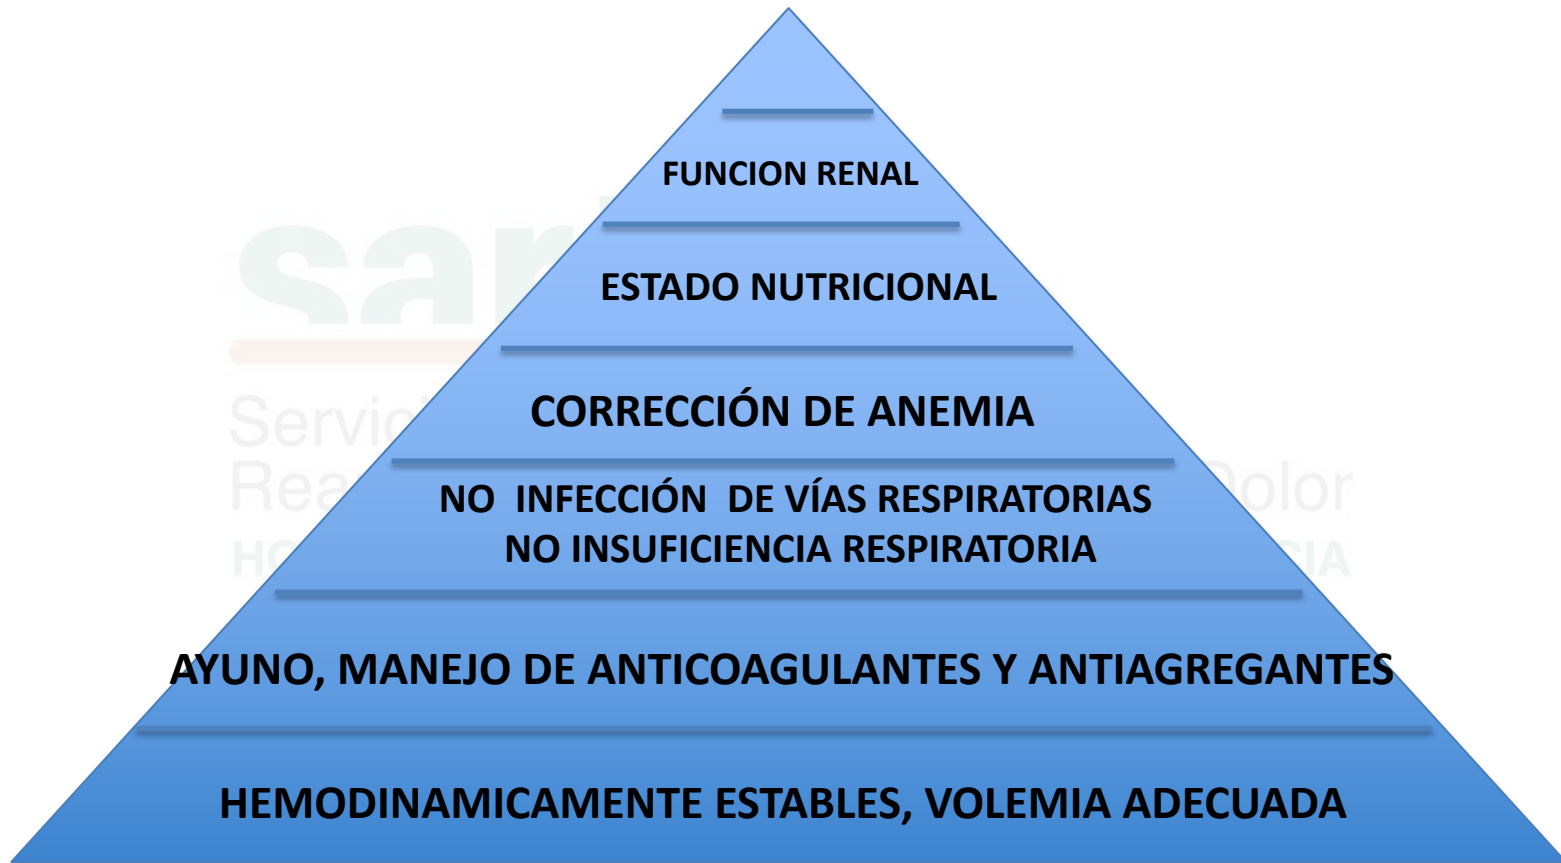 FUNCION RENAL
ESTADO NUTRICIONAL
CORRECCIÓN DE ANEMIA
NO INFECCIÓN DE VÍAS RESPIRATORIAS
NO INSUFICIENCIA RESPIRATORIA
Dolor
AYUNO, MANEJO DE ANTICOAGULANTES Y ANTIAGREGANTES
HEMODINAMICAMENTE ESTABLES, VOLEMIA ADECUADA